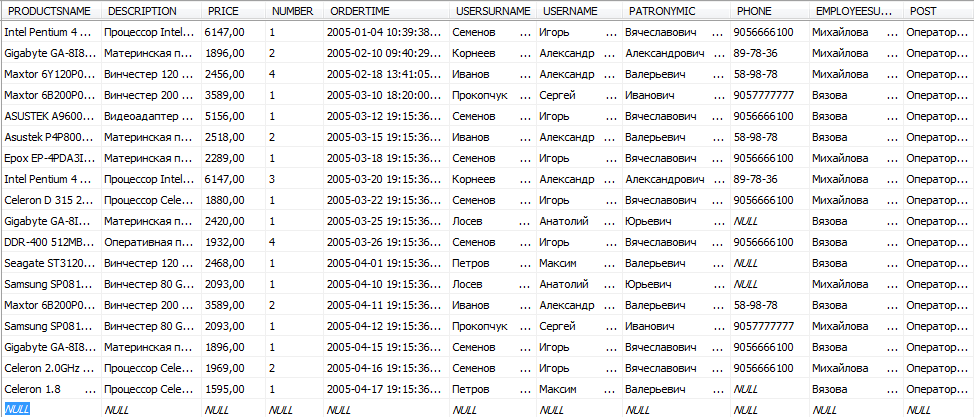 PRODUCTSNAME DESCRIPTION PRICE NUMBER ORDERTIME USERSURNAME USERNAME PATRONYMIC PHONE EMPLOYEESU... POST
Intel Pentium 4 ... Процессор Intel... 6147,00 1 2005-01-04 10:39:38... Семенов ... Игорь ... Вячеславович ... 9056666100 Михайлова ... Оператор...
Gigabyte GA-8I8... Материнская п... 1896,00 2 2005-02-10 09:40:29... Корнеев ... Александр ... Александрович ... 89-78-36 Михайлова ... Оператор...
Maxtor 6Y120P0... Винчестер 120 ... 2456,00 4 2005-02-18 13:41:05... Иванов ... Александр ... Валерьевич ... 58-98-78 Михайлова ... Оператор...
Maxtor 6B200P0... Винчестер 200 ... 3589,00 1 2005-03-10 18:20:00... Прокопчук ... Сергей ... Иванович ... 9057777777 Вязова ... Оператор...
ASUSTEK A9600... Видеоадаптер ... 5156,00 1 2005-03-12 19:15:36... Семенов ... Игорь ... Вячеславович ... 9056666100 Вязова ... Оператор...
Asustek P4P800... Материнская п... 2518,00 2 2005-03-15 19:15:36... Иванов ... Александр ... Валерьевич ... 58-98-78 Вязова ... Оператор...
Epox EP-4PDA3I... Материнская п... 2289,00 1 2005-03-18 19:15:36... Семенов ... Игорь ... Вячеславович ... 9056666100 Михайлова ... Оператор...
Intel Pentium 4 ... Процессор Intel... 6147,00 3 2005-03-20 19:15:36... Корнеев ... Александр ... Александрович ... 89-78-36 Михайлова ... Оператор...
Celeron D 315 2... Процессор Cele... 1880,00 1 2005-03-22 19:15:36... Семенов ... Игорь ... Вячеславович ... 9056666100 Михайлова ... Оператор...
Gigabyte GA-8I... Материнская п... 2420,00 1 2005-03-25 19:15:36... Лосев ... Анатолий ... Юрьевич ... NULL Вязова ... Оператор...
DDR-400 512MB... Оперативная п... 1932,00 4 2005-03-26 19:15:36... Семенов ... Игорь ... Вячеславович ... 9056666100 Вязова ... Оператор...
Seagate ST3120... Винчестер 120 ... 2468,00 1 2005-04-01 19:15:36... Петров ... Максим ... Валерьевич ... NULL Вязова ... Оператор...
Samsung SP081... Винчестер 80 G... 2093,00 1 2005-04-10 19:15:36... Лосев ... Анатолий ... Юрьевич ... NULL Михайлова ... Оператор...
Maxtor 6B200P0... Винчестер 200 ... 3589,00 2 2005-04-11 19:15:36... Иванов ... Александр ... Валерьевич ... 58-98-78 Вязова ... Оператор...
Samsung SP081... Винчестер 80 G... 2093,00 1 2005-04-12 19:15:36... Прокопчук ... Сергей ... Иванович ... 9057777777 Михайлова ... Оператор...
Gigabyte GA-8I8... Материнская п... 1896,00 1 2005-04-15 19:15:36... Семенов ... Игорь ... Вячеславович ... 9056666100 Михайлова ... Оператор...
Celeron 2.0GHz ... Процессор Cele... 1969,00 2 2005-04-16 19:15:36... Семенов ... Игорь ... Вячеславович ... 9056666100 Михайлова ... Оператор...
Celeron 1.8 ... Процессор Cele... 1595,00 1 2005-04-17 19:15:36... Петров ... Максим ... Валерьевич ... NULL Вязова ... Оператор...
NULL NULL NULL NULL NULL NULL NULL NULL NULL NULL NULL